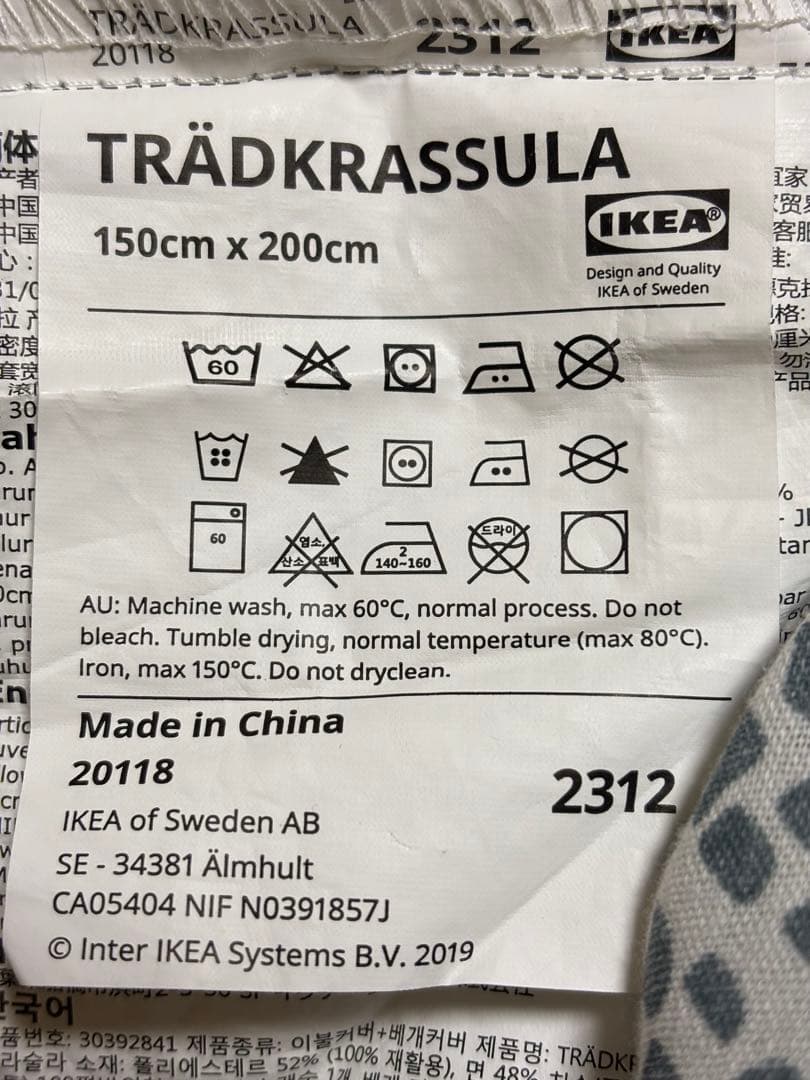 TRÄDKRASSULA
20118
2312
IKEA
TRÄDKRASSULA
150cm x 200cm
IKEA®
Design and Quality
IKEA of Sweden
60
60
염소.
산소 표백
2
140~160
드라이
AU: Machine wash, max 60°C, normal process. Do not
bleach. Tumble drying, normal temperature (max 80°C).
Iron, max 150°C. Do not dryclean.
Made in China
20118
2312
IKEA of Sweden AB
SE - 34381 Älmhult
CA05404 NIF N0391857J
© Inter IKEA Systems B.V. 2019
한국어
품번호: 30392841 제품종류: 이불커버+베개커버 제품명: TRÄDKR
라술라 소재: 폴리에스테르 52% (100% 재활용), 면 48%